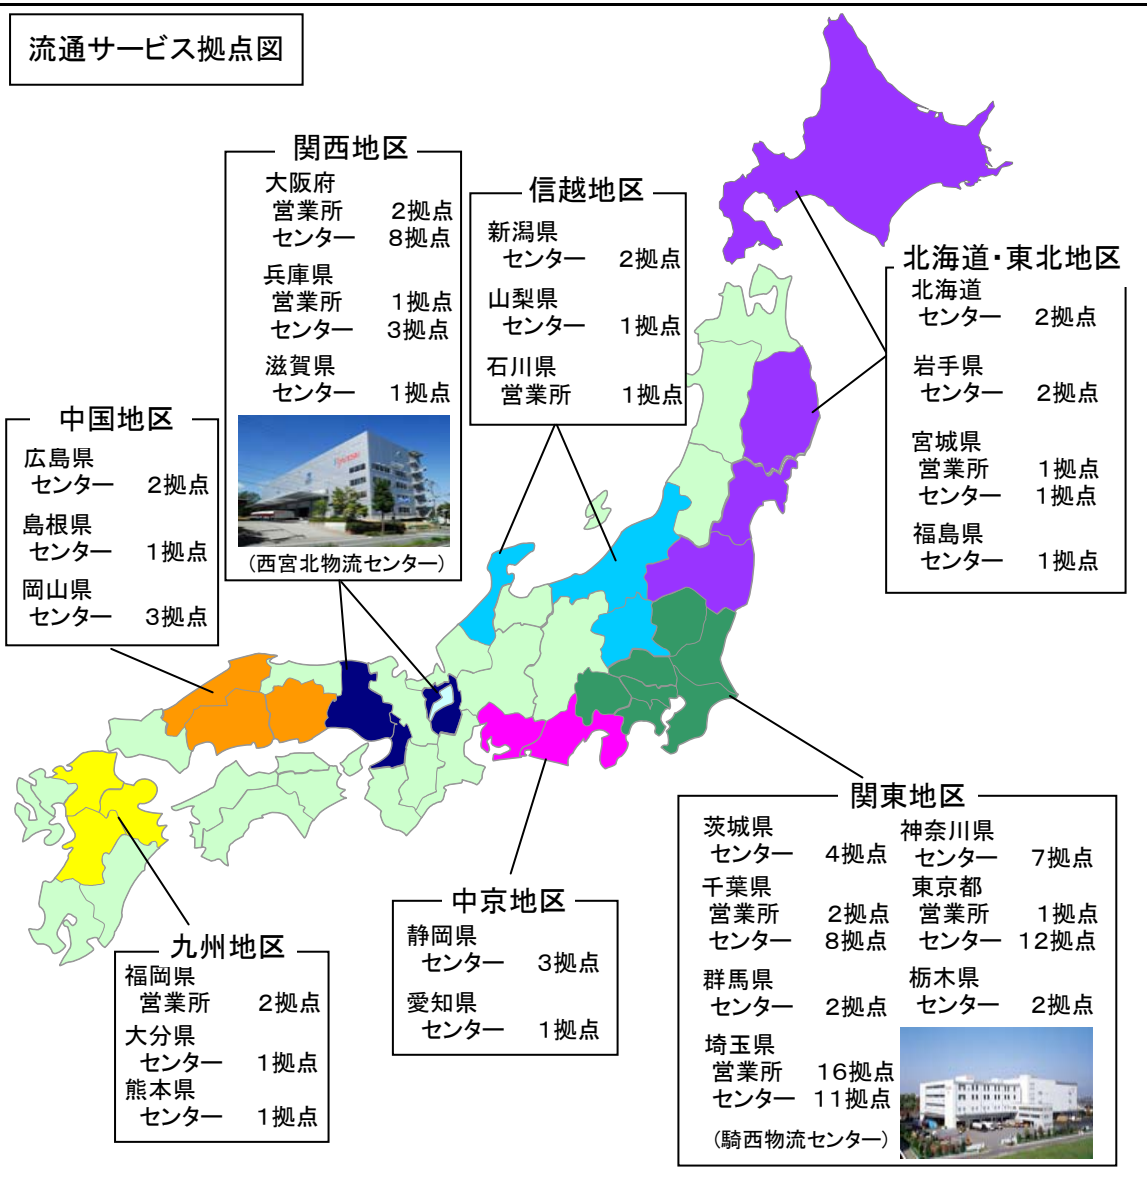 流通サービス拠点図
関西地区
大阪府
営業所 2拠点
センター 8拠点
兵庫県
営業所 1拠点
センター 3拠点
滋賀県
センター 1拠点
(西宮北物流センター)
信越地区
新潟県
センター 2拠点
山梨県
センター 1拠点
石川県
営業所 1拠点
北海道・東北地区
北海道
センター 2拠点
岩手県
センター 2拠点
宮城県
営業所 1拠点
センター 1拠点
福島県
センター 1拠点
中国地区
広島県
センター 2拠点
島根県
センター 1拠点
岡山県
センター 3拠点
九州地区
福岡県
営業所 2拠点
大分県
センター 1拠点
熊本県
センター 1拠点
中京地区
静岡県
センター 3拠点
愛知県
センター 1拠点
関東地区
茨城県
センター 4拠点
千葉県
営業所 2拠点
センター 8拠点
群馬県
センター 2拠点
埼玉県
営業所 16拠点
センター 11拠点
(騎西物流センター)
神奈川県
センター 7拠点
東京都
営業所 1拠点
センター 12拠点
栃木県
センター 2拠点